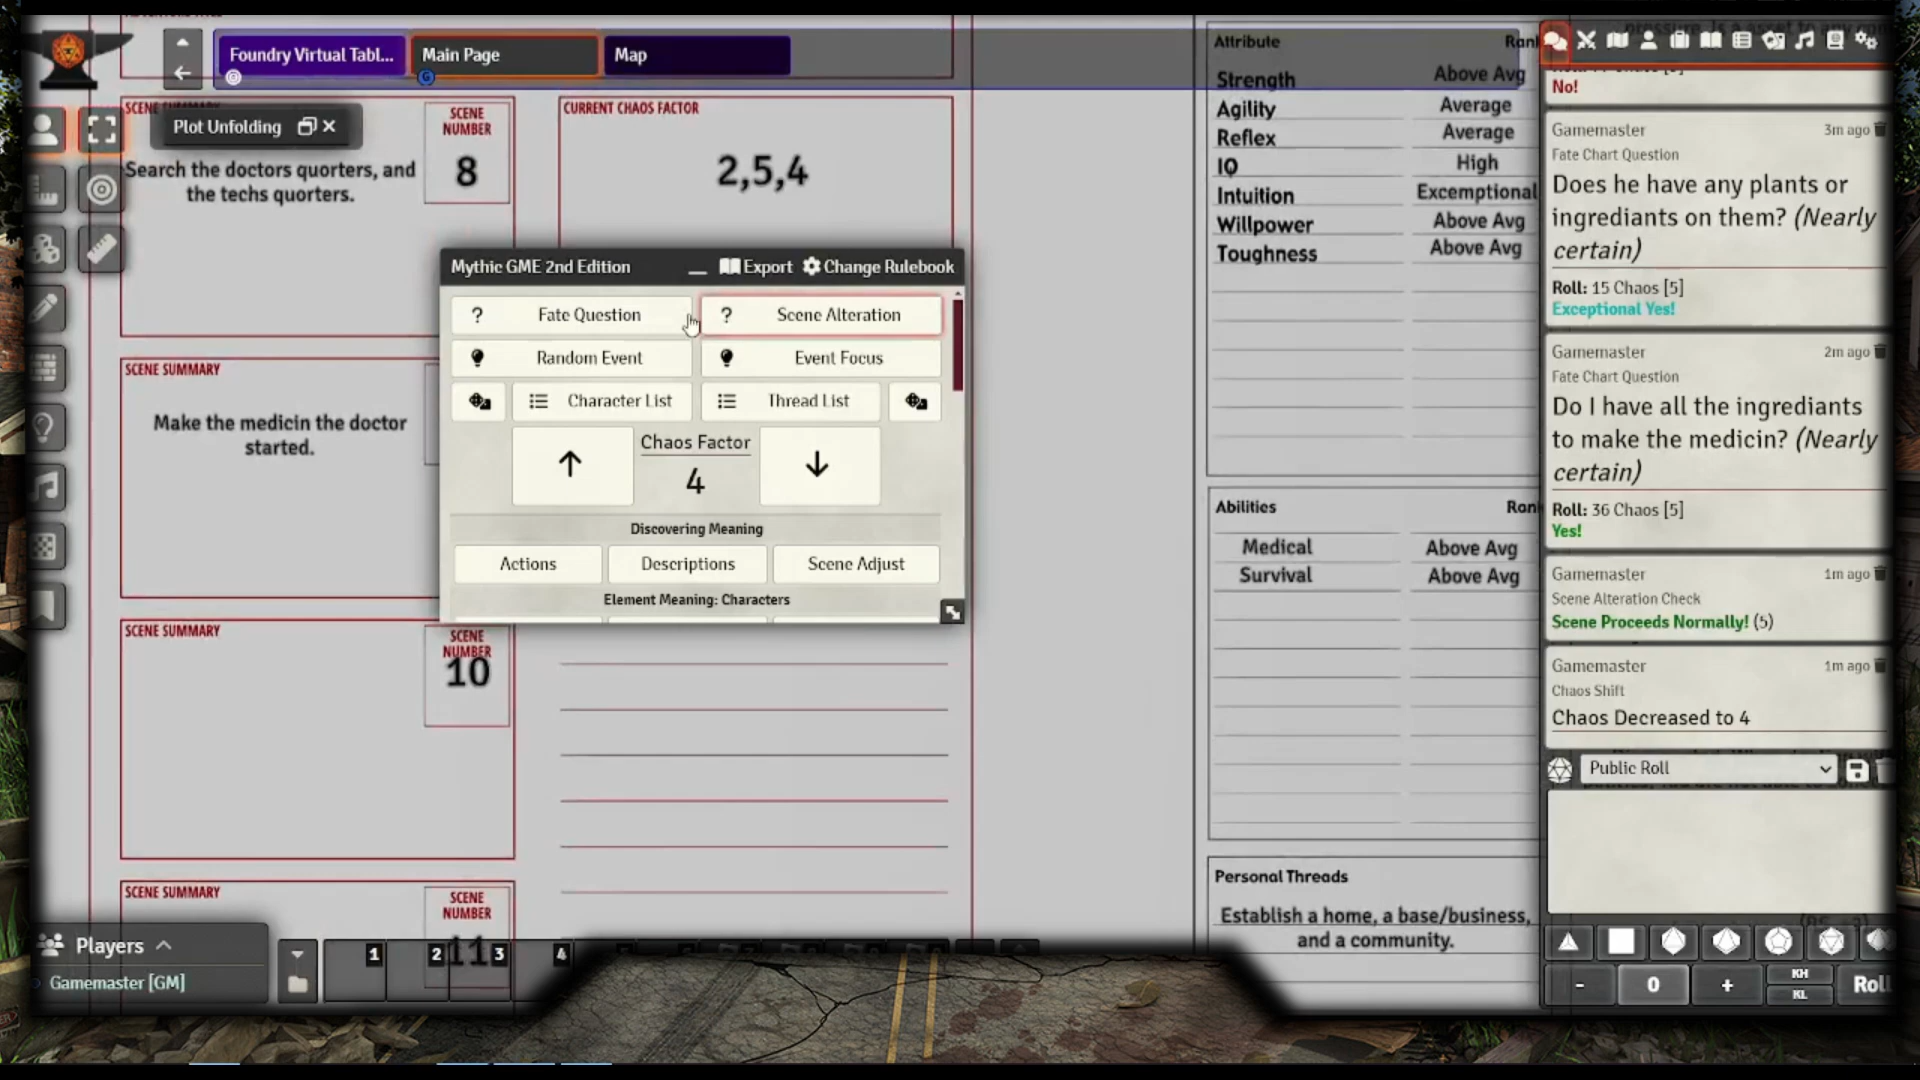 Foundry Virtual Tabl...
Main Page
Map
G
Plot Unfolding
Search the doctors quorters, and
the techs quorters.
SCENE
NUMBER
8
CURRENT CHAOS FACTOR
2,5,4
SCENE SUMMARY
Make the medicin the doctor
started.
SCENE SUMMARY
SCENE
NUMBER
10
SCENE SUMMARY
SCENE
NUMBER
11
Mythic GME 2nd Edition
Export
Change Rulebook
? Fate Question
? Scene Alteration
Random Event
Event Focus
Character List
Thread List
Chaos Factor
4
Discovering Meaning
Actions
Descriptions
Scene Adjust
Element Meaning: Characters
Attribute
Strength Above Avg
Agility Average
Reflex Average
IQ High
Intuition Excemptional
Willpower Above Avg
Toughness Above Avg
Abilities
Medical Above Avg
Survival Above Avg
Personal Threads
Establish a home, a base/business,
and a community.
No!
Gamemaster 3m ago
Fate Chart Question
Does he have any plants or
ingrediants on them? (Nearly
certain)
Roll: 15 Chaos [5]
Exceptional Yes!
Gamemaster 2m ago
Fate Chart Question
Do I have all the ingrediants
to make the medicin? (Nearly
certain)
Roll: 36 Chaos [5]
Yes!
Gamemaster 1m ago
Scene Alteration Check
Scene Proceeds Normally! (5)
Gamemaster 1m ago
Chaos Shift
Chaos Decreased to 4
Public Roll
- 0 + KH
KL
Roll
Players
Gamemaster [GM]
1 2 3 4